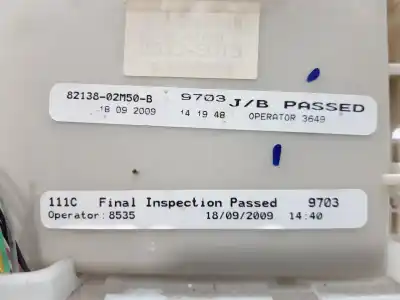 82138-02M50-B 9703 J/B PASSED
18 09 2009 14 19 48 OPERATOR 3649
111C Final Inspection Passed 9703
Operator: 8535 18/09/2009 14:40